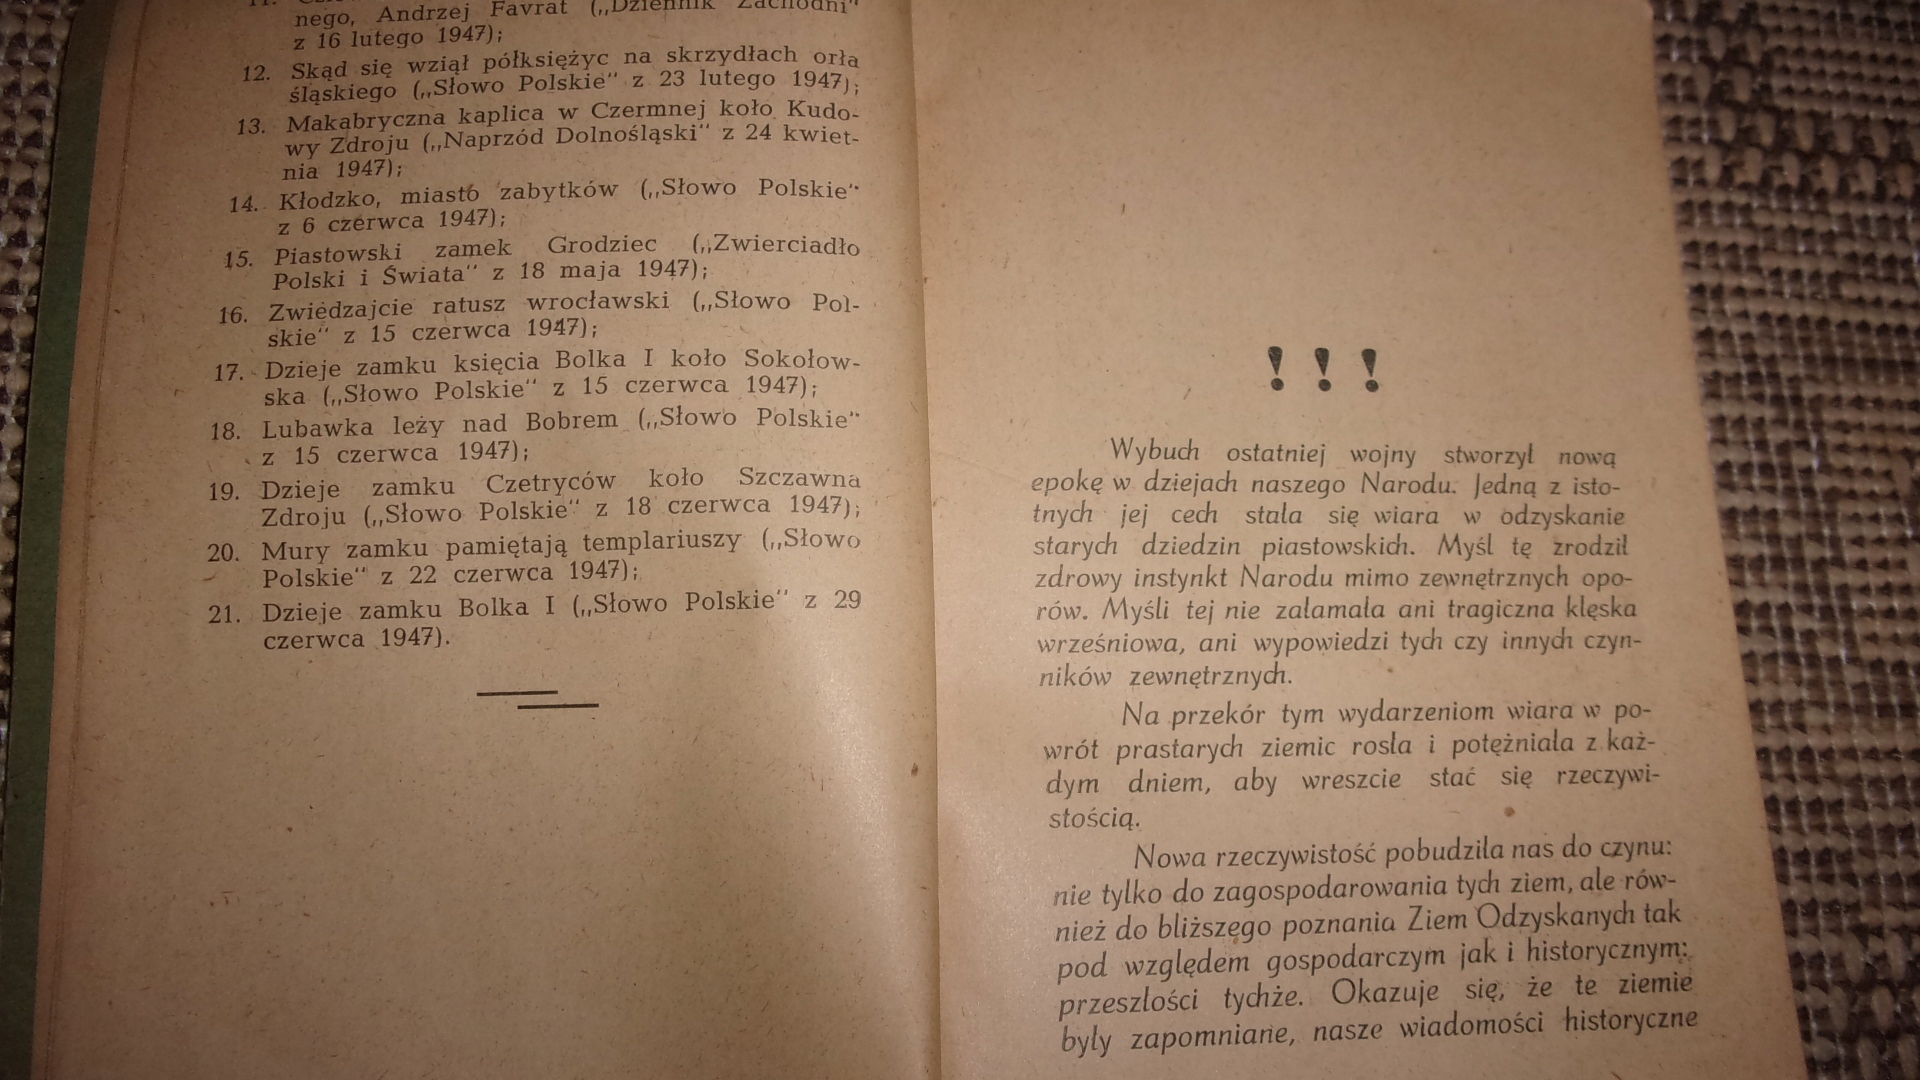 nego, Andrzej Favrat („Dziennik Zachodni"
z 16 lutego 1947);
12. Skąd się wziął półksiężyc na skrzydłach orła
śląskiego („Słowo Polskie" z 23 lutego 1947);
13. Makabryczna kaplica w Czermnej koło Kudo-
wy Zdroju („Naprzód Dolnośląski" z 24 kwiet-
nia 1947);
14. Kłodzko, miasto zabytków („Słowo Polskie"
z 6 czerwca 1947);
15. Piastowski zamek Grodziec („Zwierciadło
Polski i Świata" z 18 maja 1947);
16. Zwiedzajcie ratusz wrocławski („Słowo Pol-
skie" z 15 czerwca 1947);
17. Dzieje zamku księcia Bolka I koło Sokołow-
ska („Słowo Polskie" z 15 czerwca 1947);
18. Lubawka leży nad Bobrem („Słowo Polskie"
z 15 czerwca 1947);
19. Dzieje zamku Czetryców koło Szczawna
Zdroju („Słowo Polskie" z 18 czerwca 1947);
20. Mury zamku pamiętają templariuszy („Słowo
Polskie" z 22 czerwca 1947);
21. Dzieje zamku Bolka I („Słowo Polskie" z 29
czerwca 1947).
! ! !
Wybuch ostatniej wojny stworzył nową
epokę w dziejach naszego Narodu. Jedną z isto-
tnych jej cech stała się wiara w odzyskanie
starych dziedzin piastowskich. Myśl tę zrodził
zdrowy instynkt Narodu mimo zewnętrznych opo-
rów. Myśli tej nie załamała ani tragiczna klęska
wrześniowa, ani wypowiedzi tych czy innych czyn-
ników zewnętrznych.
Na przekór tym wydarzeniom wiara w po-
wrót prastarych ziemic rosła i potężniała z każ-
dym dniem, aby wreszcie stać się rzeczywi-
stością.
Nowa rzeczywistość pobudziła nas do czynu:
nie tylko do zagospodarowania tych ziem, ale rów-
nież do bliższego poznania Ziem Odzyskanych tak
pod względem gospodarczym jak i historycznym:
przeszłości tychże. Okazuje się, że te ziemie
były zapomniane, nasze wiadomości historyczne